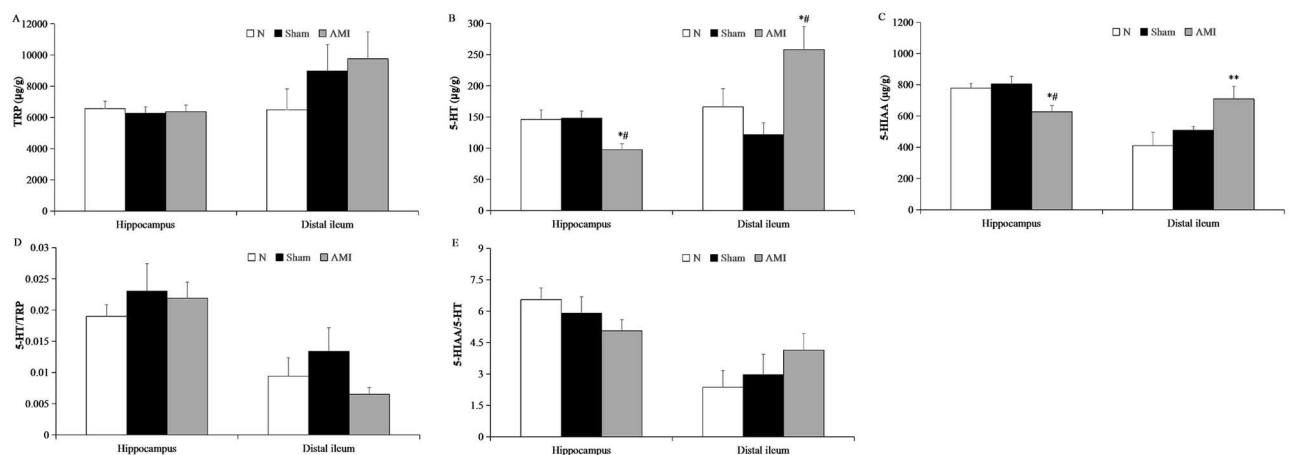 A
TRP (µg/g)
12000
10000
8000
6000
4000
2000
0
N Sham AMI
Hippocampus Distal ileum
B
5-HT (µg/g)
300
250
200
150
100
50
0
N Sham AMI
*#
*#
Hippocampus Distal ileum
C
5-HIAA (µg/g)
1200
1000
800
600
400
200
0
N Sham AMI
*#
**
Hippocampus Distal ileum
D
5-HT/TRP
0.03
0.025
0.02
0.015
0.01
0.005
0
N Sham AMI
Hippocampus Distal ileum
E
5-HIAA/5-HT
9
7.5
6
4.5
3
1.5
0
N Sham AMI
Hippocampus Distal ileum